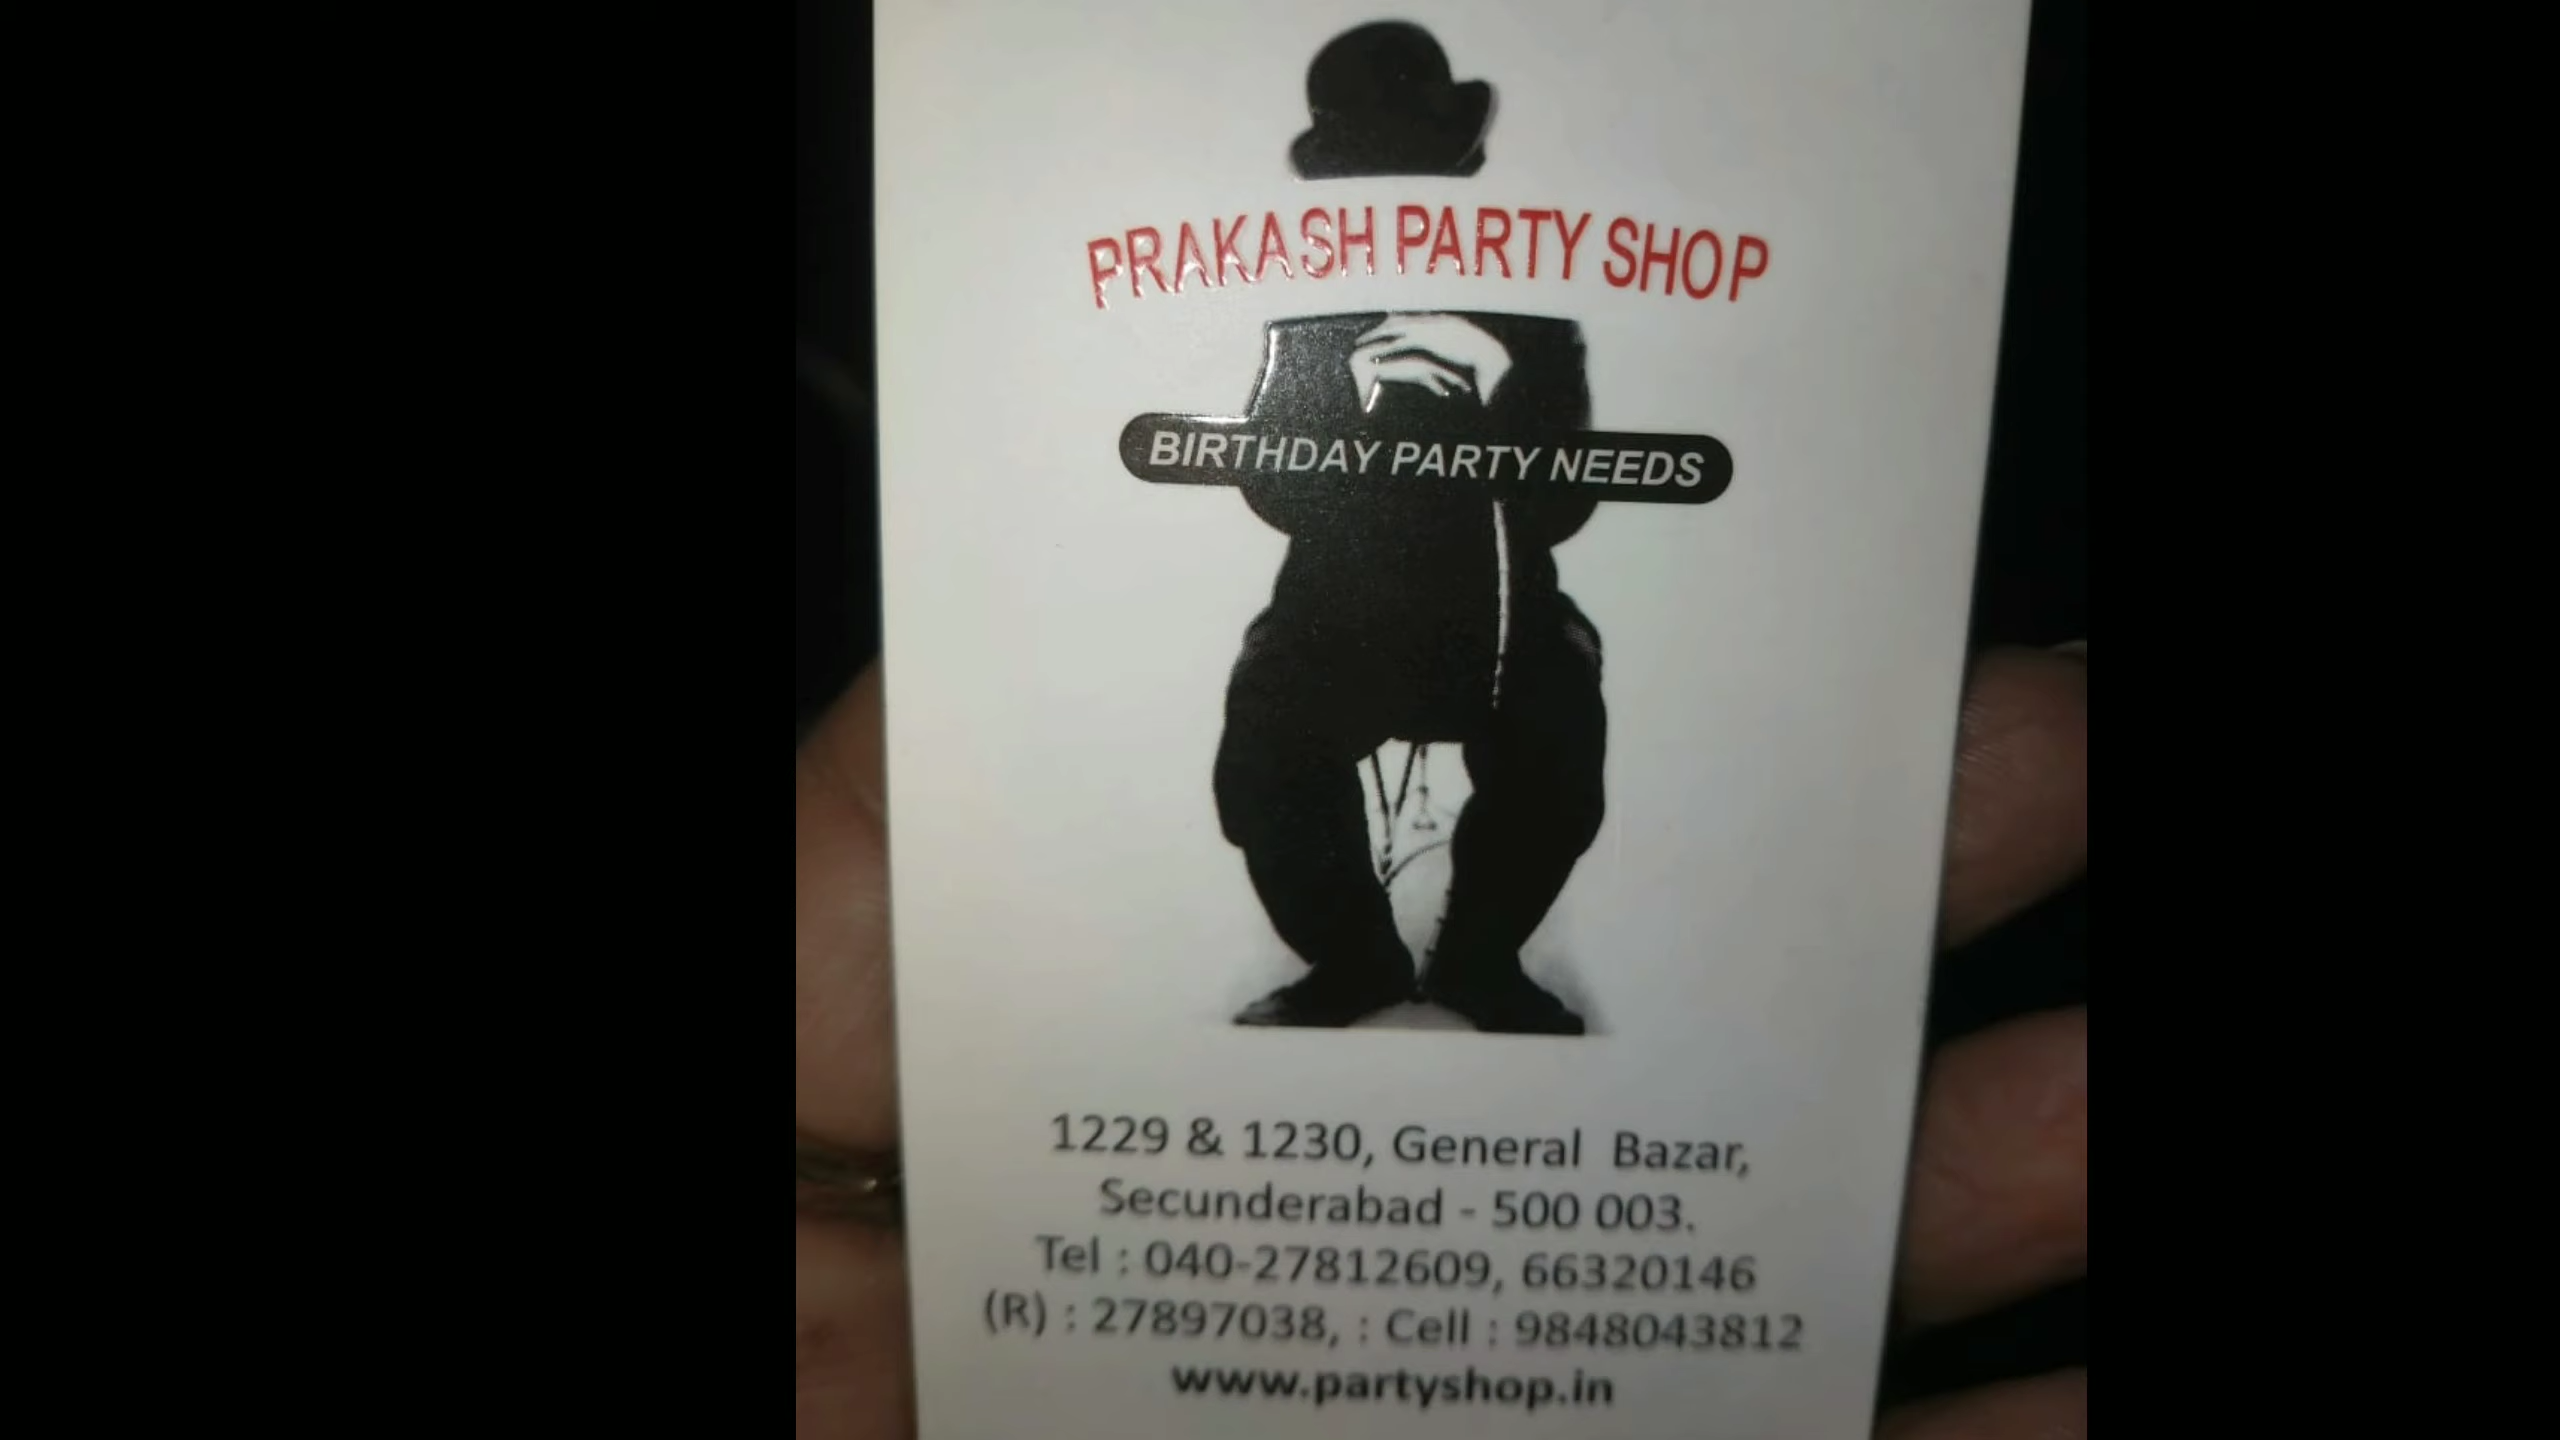 PRAKASH PARTY SHOP
BIRTHDAY PARTY NEEDS
1229 & 1230, General Bazar,
Secunderabad - 500 003.
Tel : 040-27812609, 66320146
(R) : 27897038, : Cell : 9848043812
www.partyshop.in